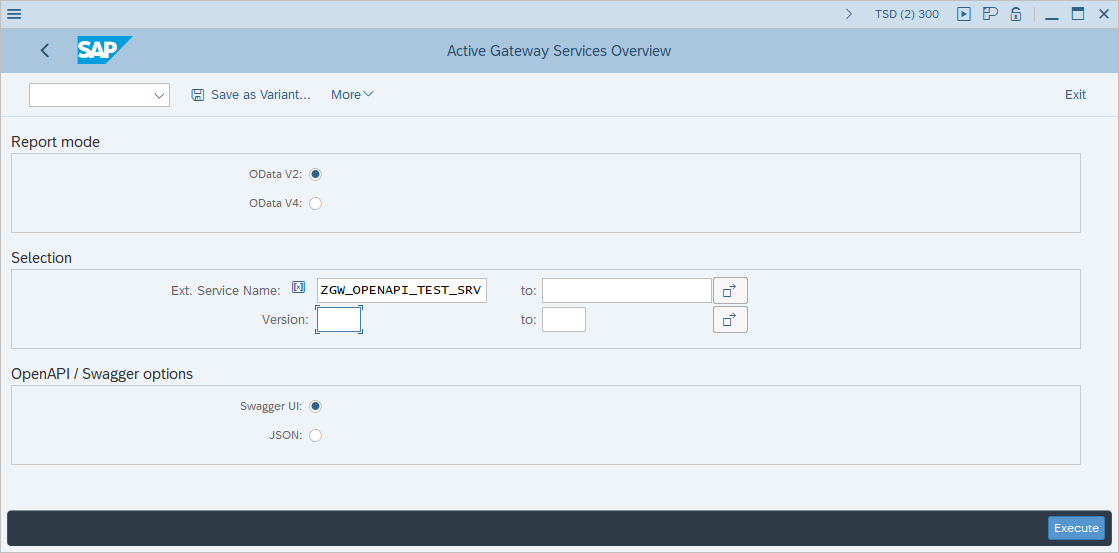 TSD (2) 300
SAP
Active Gateway Services Overview
Save as Variant... More Exit
Report mode
OData V2:
OData V4:
Selection
Ext. Service Name: ZGW_OPENAPI_TEST_SRV to:
Version: to:
OpenAPI / Swagger options
Swagger UI:
JSON:
Execute